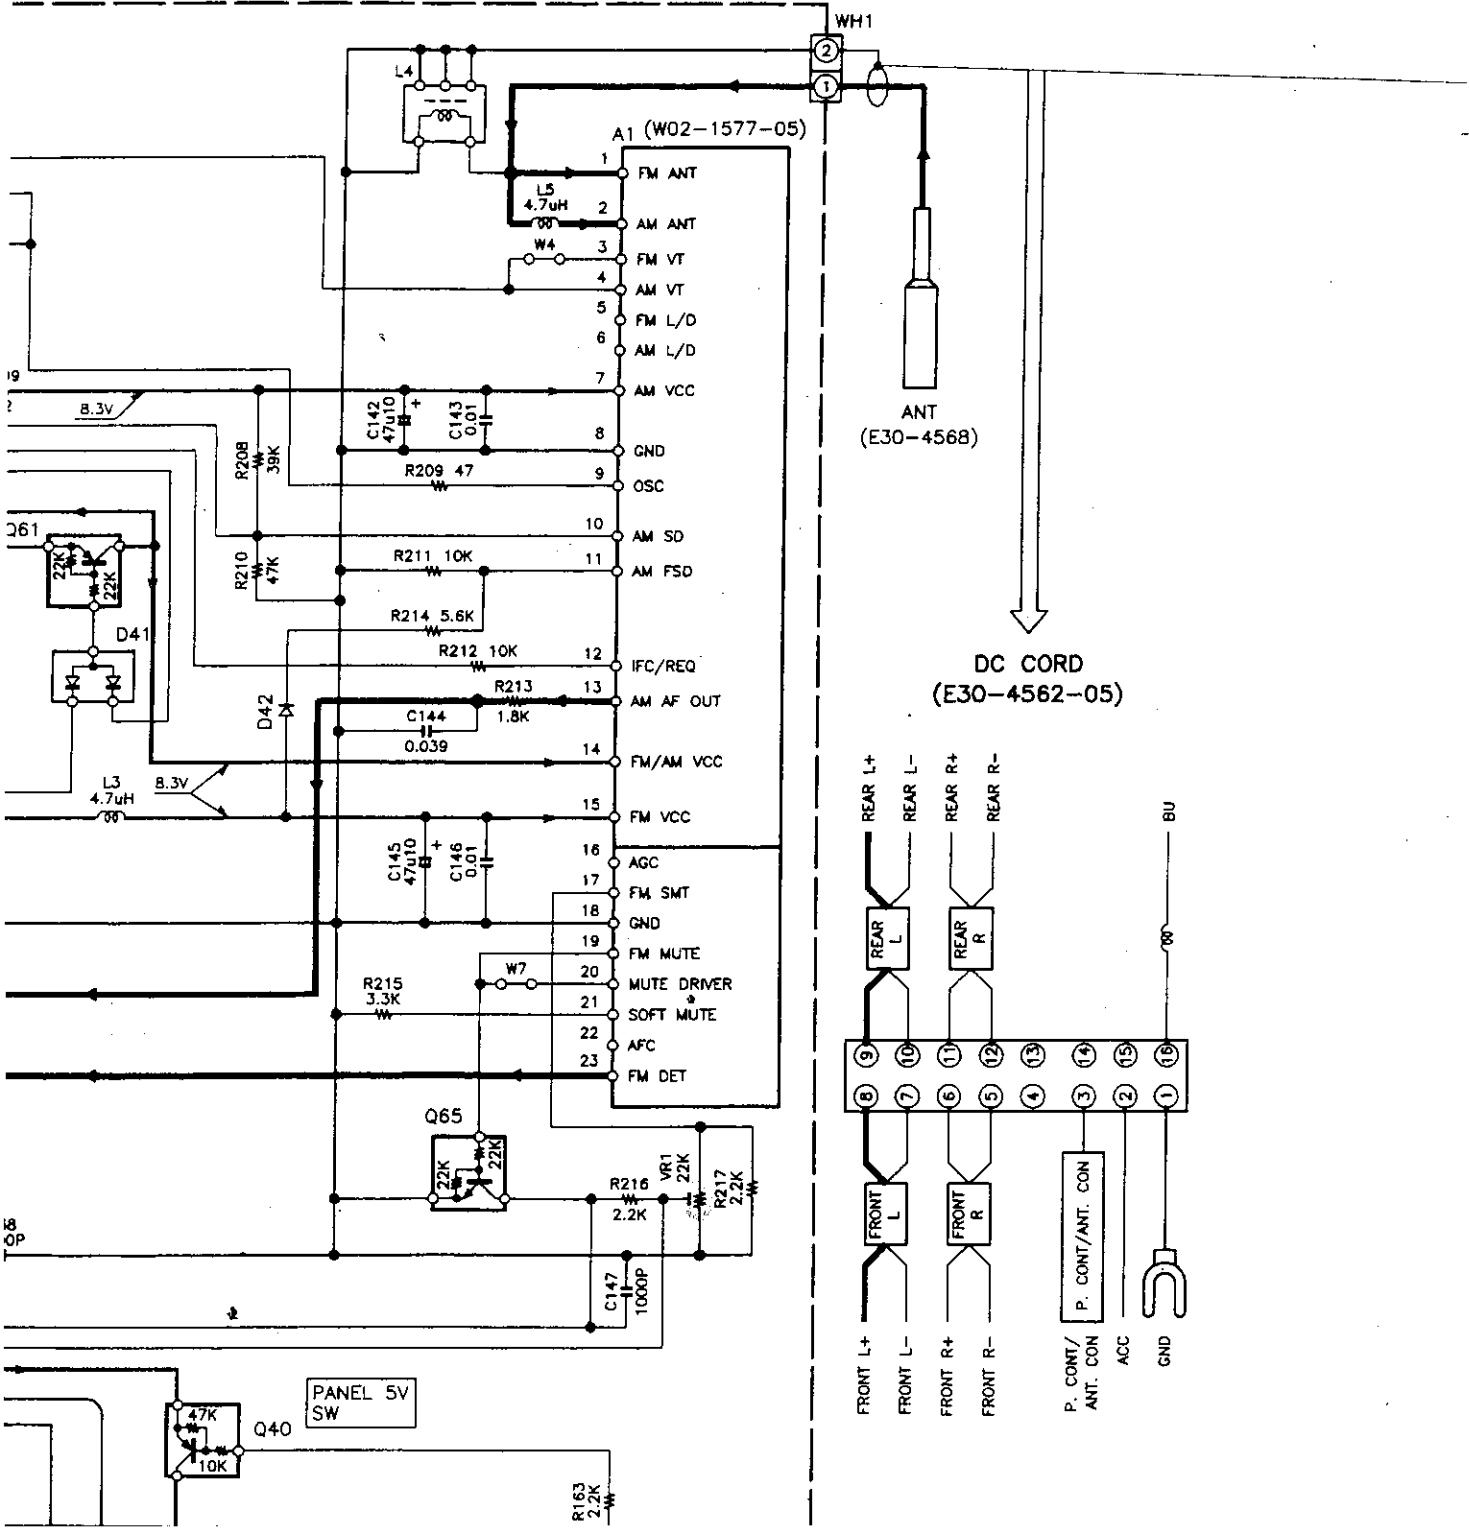 WH1
2
1
L4
A1 (W02-1577-05)
1 FM ANT
L5
4.7uH
2 AM ANT
W4
3 FM VT
4 AM VT
5 FM L/D
6 AM L/D
7 AM VCC
8.3V
C142
47u10
+
C143
0.01
8 GND
R208
39K
R209 47
9 OSC
ANT
(E30-4568)
10 AM SD
Q61
22K
22K
R210
47K
R211 10K
11 AM FSD
R214 5.6K
D41
R212 10K
12 IFC/REQ
R213
1.8K
13 AM AF OUT
D42
C144
0.039
14 FM/AM VCC
L3
4.7uH
8.3V
15 FM VCC
C145
47u10
+
C146
0.01
16 AGC
17 FM SMT
18 GND
19 FM MUTE
W7
20 MUTE DRIVER
R215
3.3K
21 SOFT MUTE
22 AFC
23 FM DET
Q65
22K
22K
R216
2.2K
VR1
22K
R217
2.2K
C147
1000P
PANEL 5V
SW
47K
Q40
10K
R163
2.2K
DC CORD
(E30-4562-05)
REAR L+
REAR L-
REAR R+
REAR R-
BU
REAR
L
REAR
R
9 10 11 12 13 14 15 16
8 7 6 5 4 3 2 1
FRONT
L
FRONT
R
P. CONT/ANT. CON
FRONT L+
FRONT L-
FRONT R+
FRONT R-
P. CONT/
ANT. CON
ACC
GND